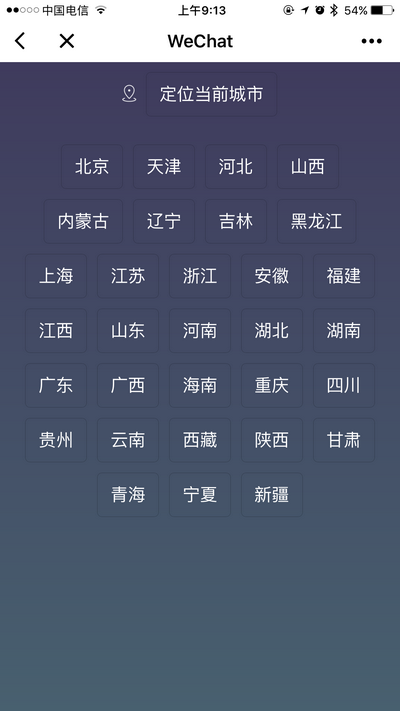 中国电信 上午9:13 54%
WeChat
定位当前城市
北京 天津 河北 山西
内蒙古 辽宁 吉林 黑龙江
上海 江苏 浙江 安徽 福建
江西 山东 河南 湖北 湖南
广东 广西 海南 重庆 四川
贵州 云南 西藏 陕西 甘肃
青海 宁夏 新疆